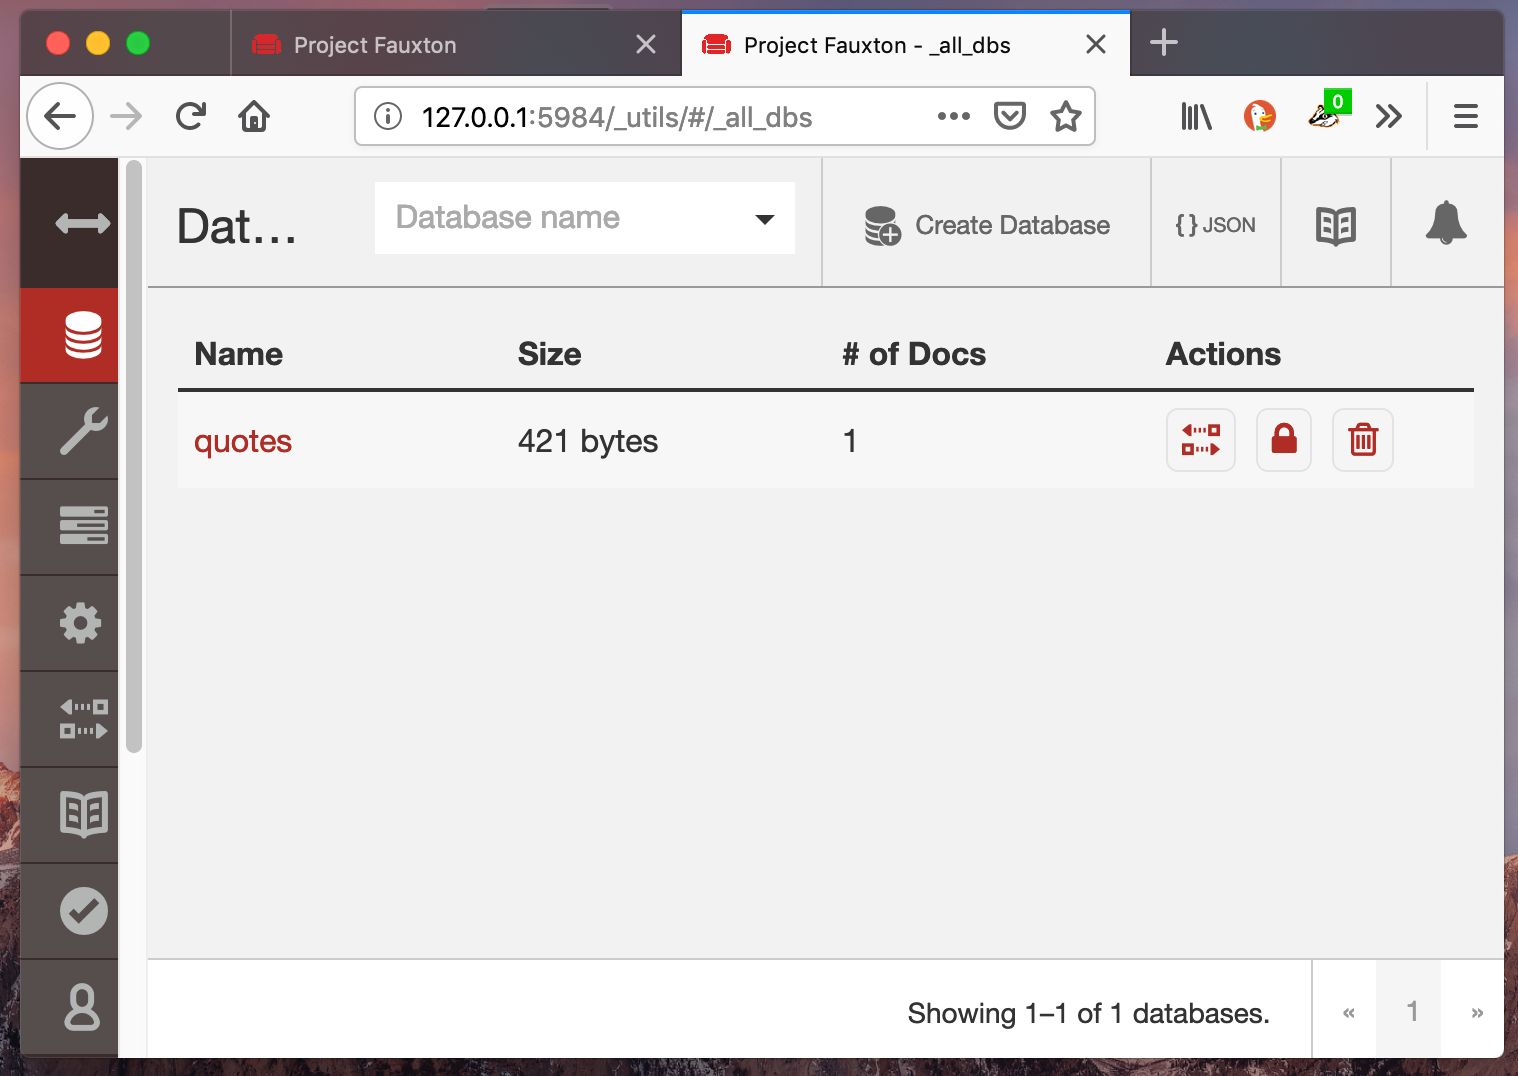 Project Fauxton
Project Fauxton - _all_dbs
127.0.0.1:5984/_utils/#/_all_dbs
0
Dat...
Database name
Create Database
{} JSON
Name Size # of Docs Actions
quotes 421 bytes 1
Showing 1–1 of 1 databases.
« 1 »